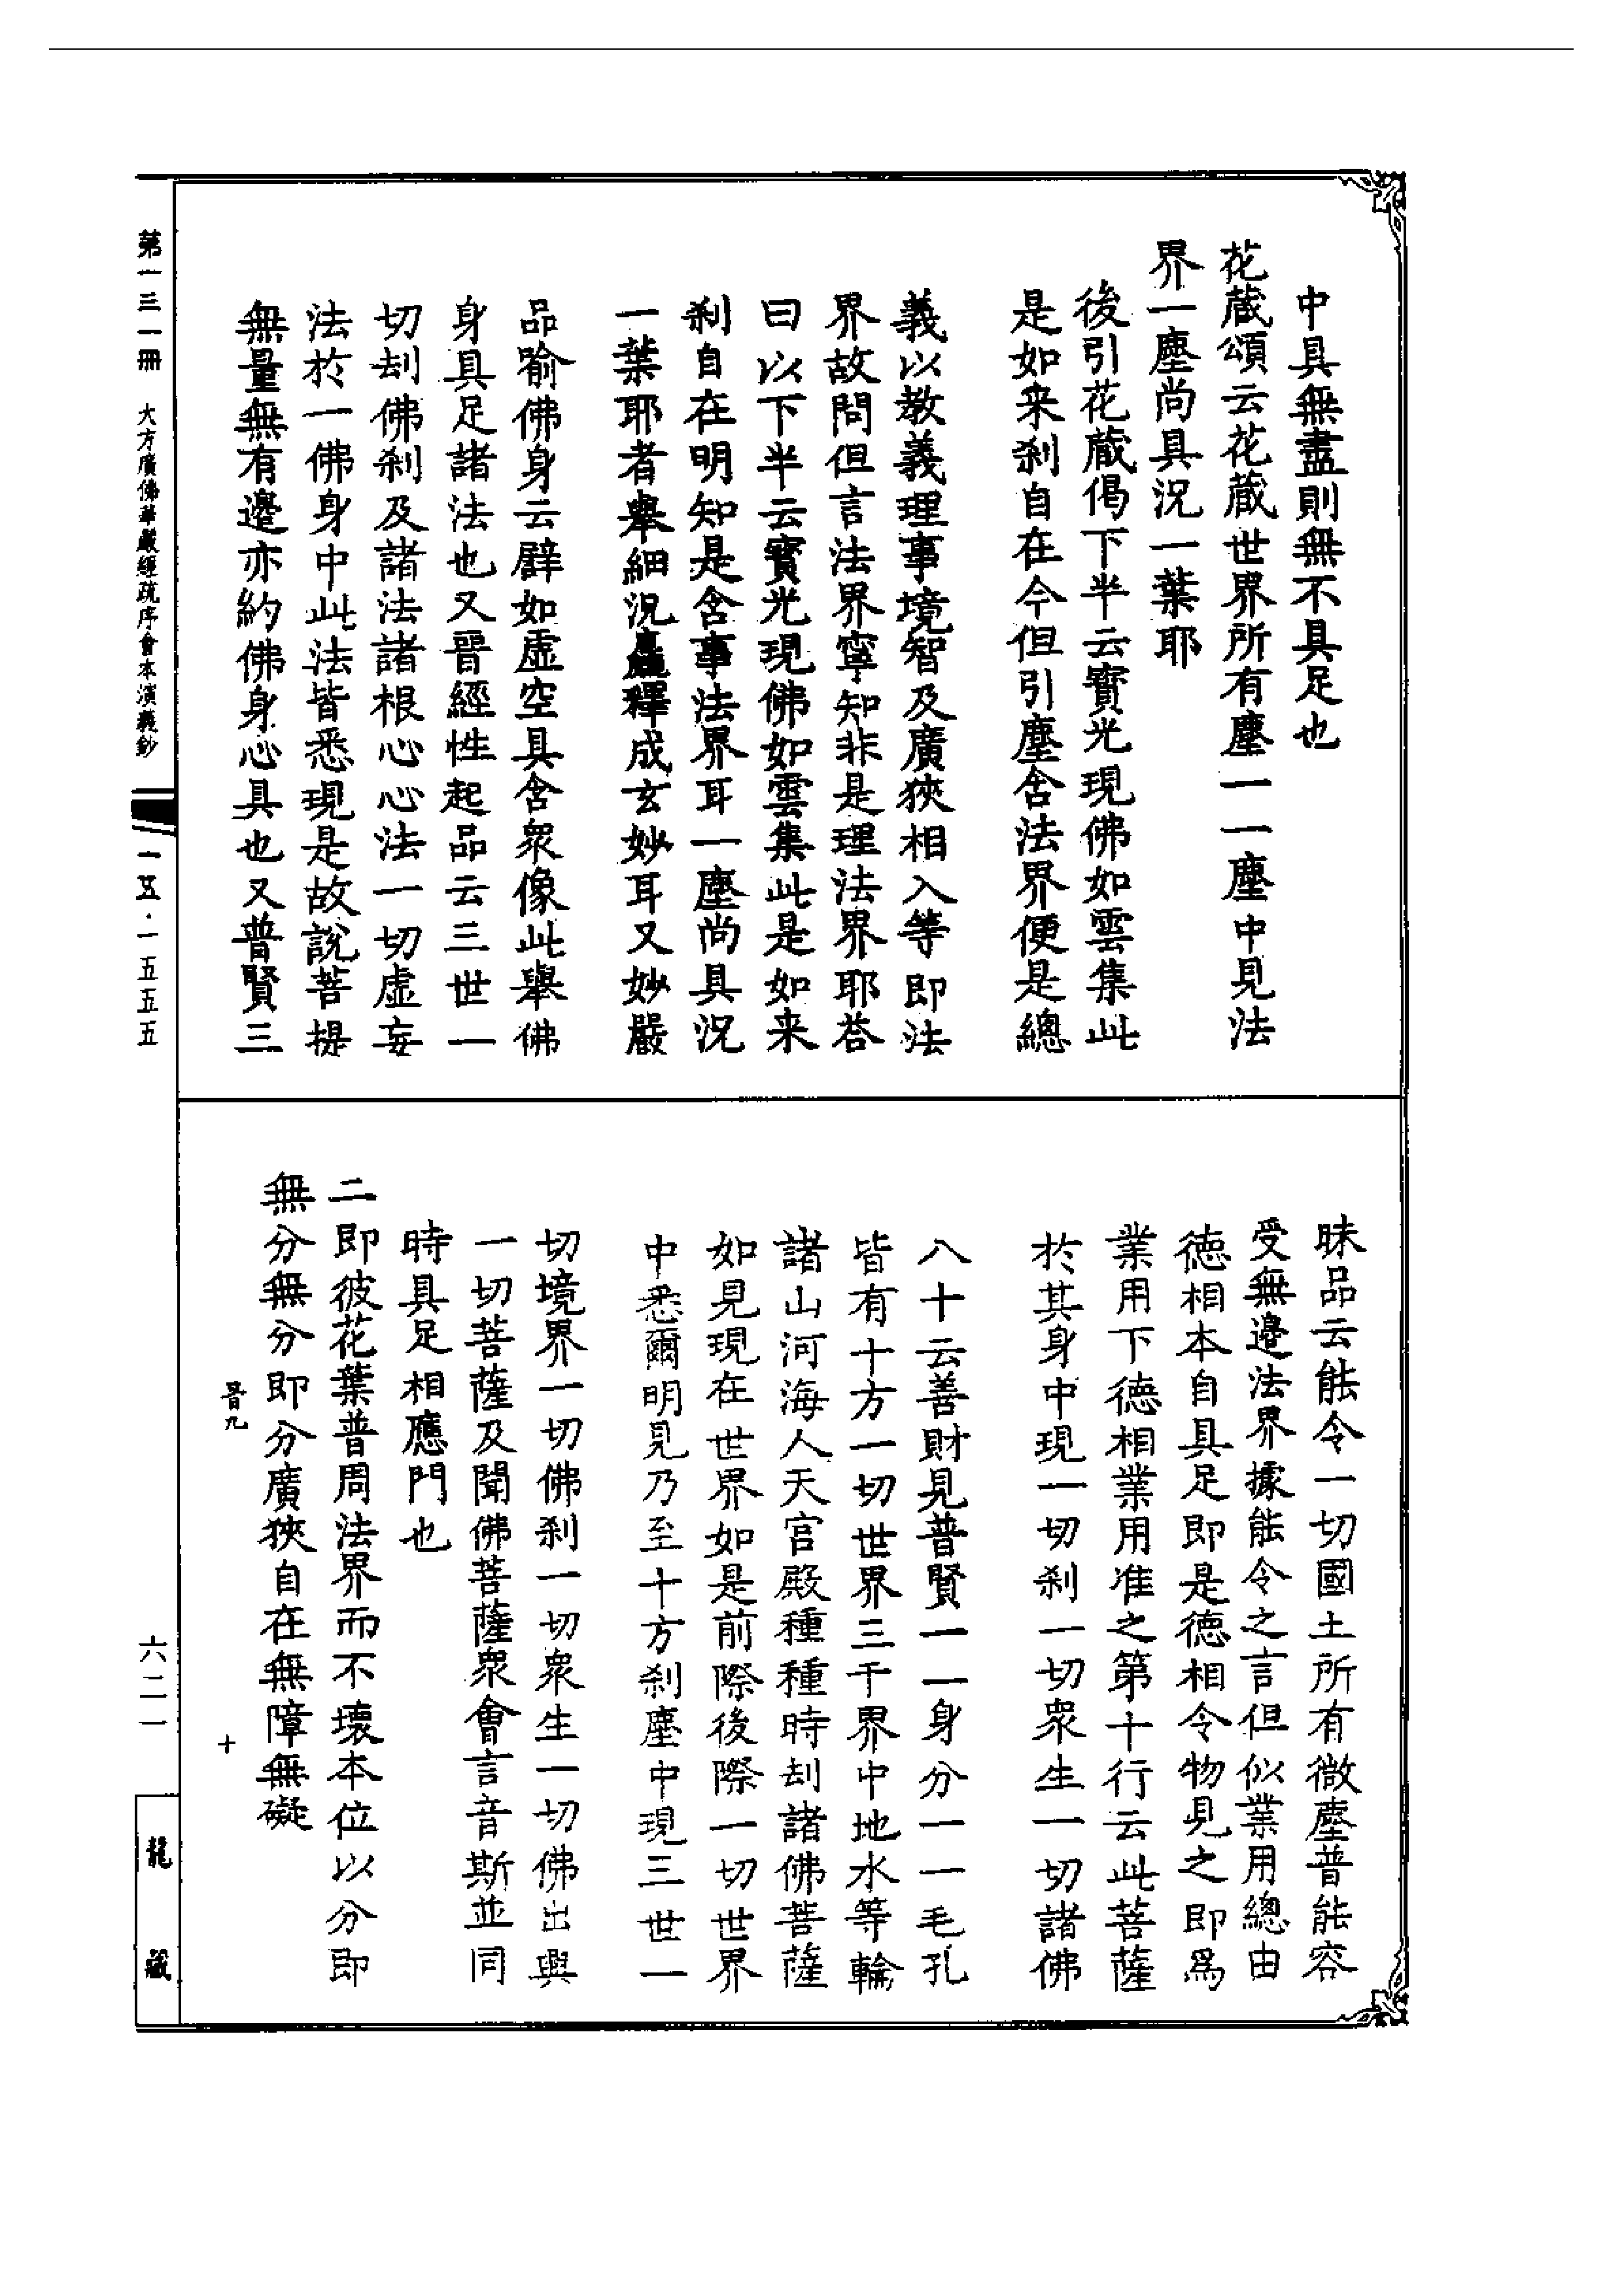 中具無盡則無不具足也
花蔵頌云花蔵世界所有塵一一塵中見法
界一塵尚具況一葉耶
後引花蔵偈下半云寳光現佛如雲集此
是如来刹自在今但引塵含法界便是總
義以教義理事境智及廣狹相入等即法
界故問但言法界寧知非是理法界耶荅
曰以下半云寳光現佛如雲集此是如来
刹自在明知是含事法界耳一塵尚具況
一葉耶者舉細況麁釋成玄妙耳又妙嚴
品喻佛身云辟如虛空具含衆像此舉佛
身具足諸法也又晉經性起品云三世一
切刦佛刹及諸法諸根心心法一切虛妄
法於一佛身中此法皆悉現是故說菩提
無量無有邉亦約佛身心具也又普賢三
昧品云能令一切國土所有微塵普能容
受無邉法界據能令之言但似業用總由
德相本自具足即是德相令物見之即爲
業用下德相業用准之第十行云此菩薩
於其身中現一切刹一切衆生一切諸佛
八十云善財見普賢一一身分一一毛孔
皆有十方一切世界三千界中地水等輪
諸山河海人天宮殿種種時刦諸佛菩薩
如見現在世界如是前際後際一切世界
中悉爾明見乃至十方刹塵中現三世一
切境界一切佛刹一切衆生一切佛出興
一切菩薩及聞佛菩薩衆會言音斯並同
時具足相應門也
二即彼花葉普周法界而不壞本位以分即
無分無分即分廣狹自在無障無礙
晉九
十
第一三一冊 大方廣佛華嚴經疏序會本演義鈔
一五·一五五五
六二一
龍藏